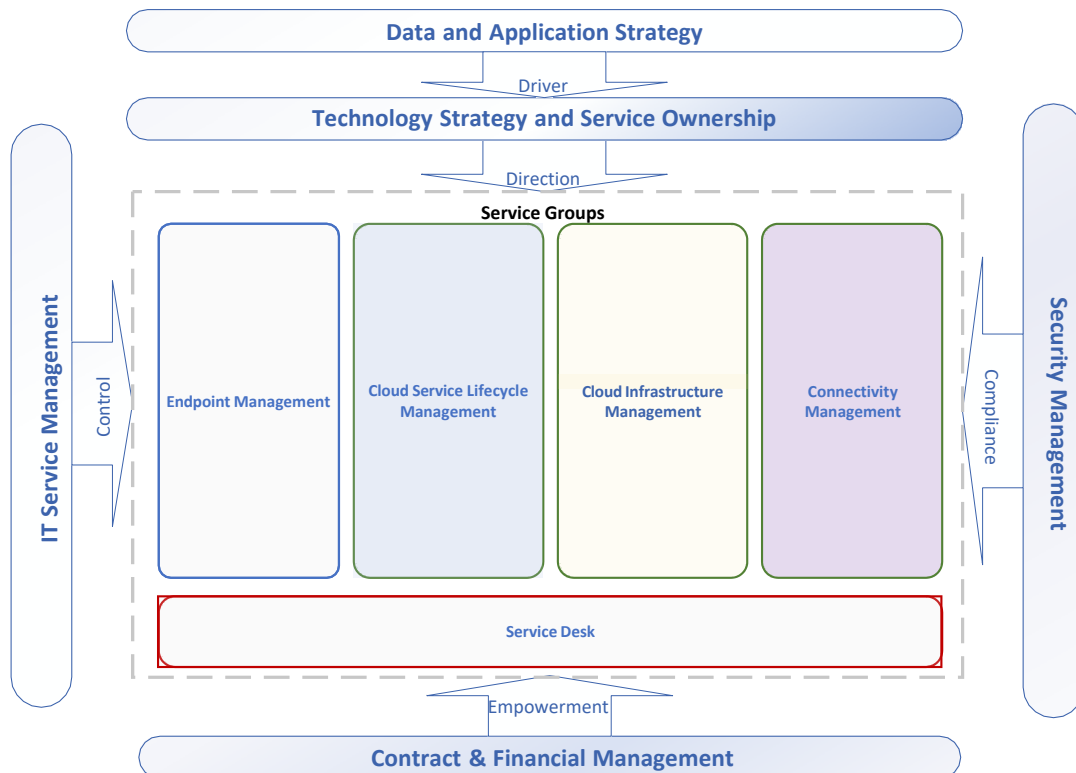 Data and Application Strategy
Driver
Technology Strategy and Service Ownership
Direction
Service Groups
IT Service Management
Control
Endpoint Management
Cloud Service Lifecycle
Management
Cloud Infrastructure
Management
Connectivity
Management
Compliance
Security Management
Service Desk
Empowerment
Contract & Financial Management